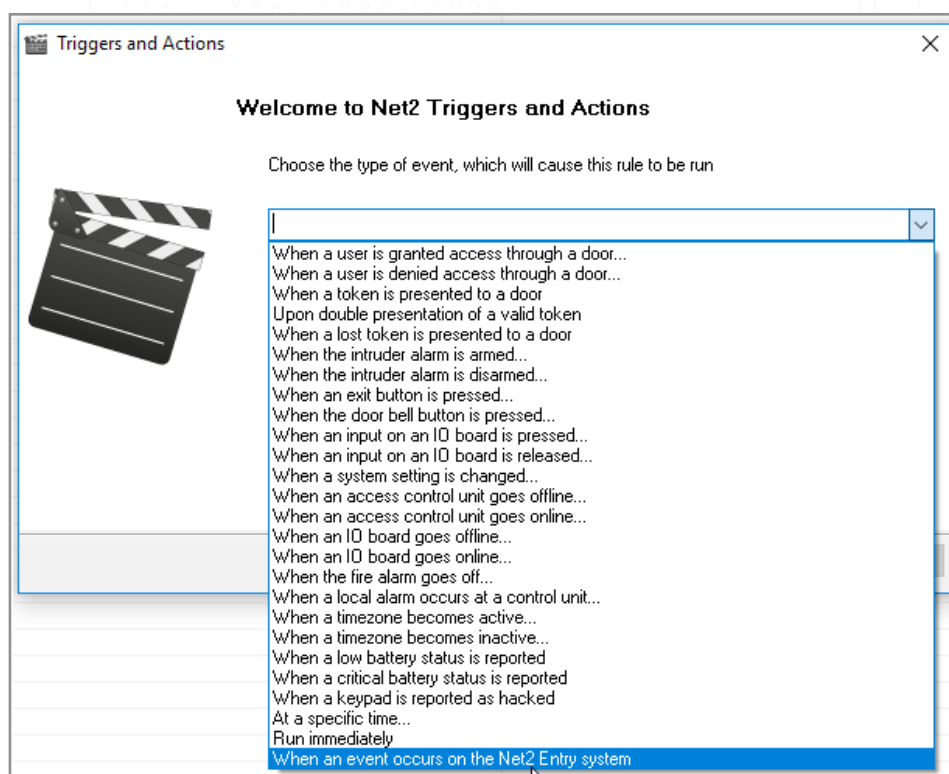 Triggers and Actions
Welcome to Net2 Triggers and Actions
Choose the type of event, which will cause this rule to be run
When a user is granted access through a door...
When a user is denied access through a door...
When a token is presented to a door
Upon double presentation of a valid token
When a lost token is presented to a door
When the intruder alarm is armed...
When the intruder alarm is disarmed...
When an exit button is pressed...
When the door bell button is pressed...
When an input on an IO board is pressed...
When an input on an IO board is released...
When a system setting is changed...
When an access control unit goes offline...
When an access control unit goes online...
When an IO board goes offline...
When an IO board goes online...
When the fire alarm goes off...
When a local alarm occurs at a control unit...
When a timezone becomes active...
When a timezone becomes inactive...
When a low battery status is reported
When a critical battery status is reported
When a keypad is reported as hacked
At a specific time...
Run immediately
When an event occurs on the Net2 Entry system